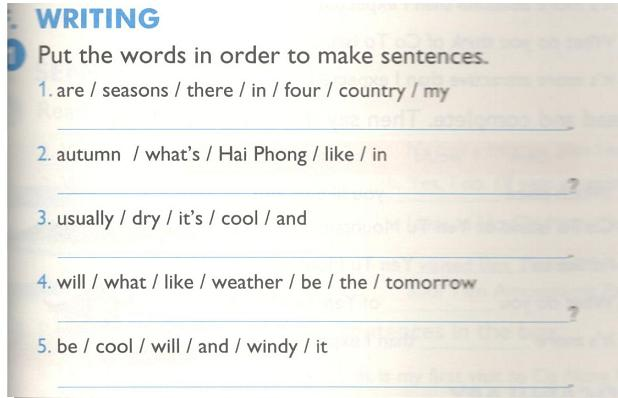 WRITING
1 Put the words in order to make sentences.
1. are / seasons / there / in / four / country / my
2. autumn / what's / Hai Phong / like / in
?
3. usually / dry / it's / cool / and
4. will / what / like / weather / be / the / tomorrow
?
5. be / cool / will / and / windy / it